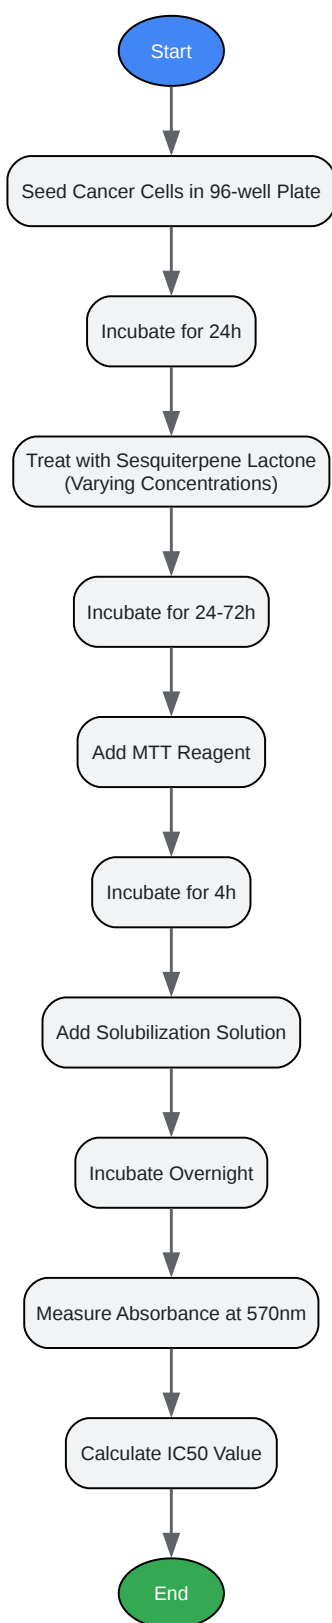 Start
Seed Cancer Cells in 96-well Plate
Incubate for 24h
Treat with Sesquiterpene Lactone
(Varying Concentrations)
Incubate for 24-72h
Add MTT Reagent
Incubate for 4h
Add Solubilization Solution
Incubate Overnight
Measure Absorbance at 570nm
Calculate IC50 Value
End